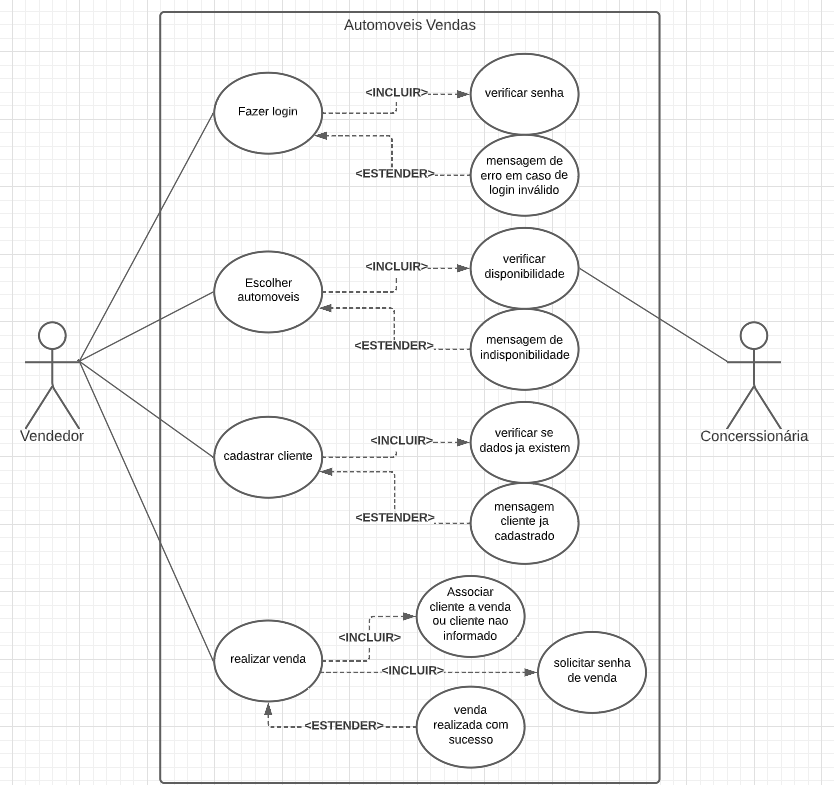 Automoveis Vendas
Fazer login
<INCLUIR>
verificar senha
<ESTENDER>
mensagem de
erro em caso de
login inválido
Escolher
automoveis
<INCLUIR>
verificar
disponibilidade
<ESTENDER>
mensagem de
indisponibilidade
Vendedor
Concerssionária
cadastrar cliente
<INCLUIR>
verificar se
dados ja existem
<ESTENDER>
mensagem
cliente ja
cadastrado
realizar venda
<INCLUIR>
Associar
cliente a venda
ou cliente nao
informado
<INCLUIR>
solicitar senha
de venda
<ESTENDER>
venda
realizada com
sucesso